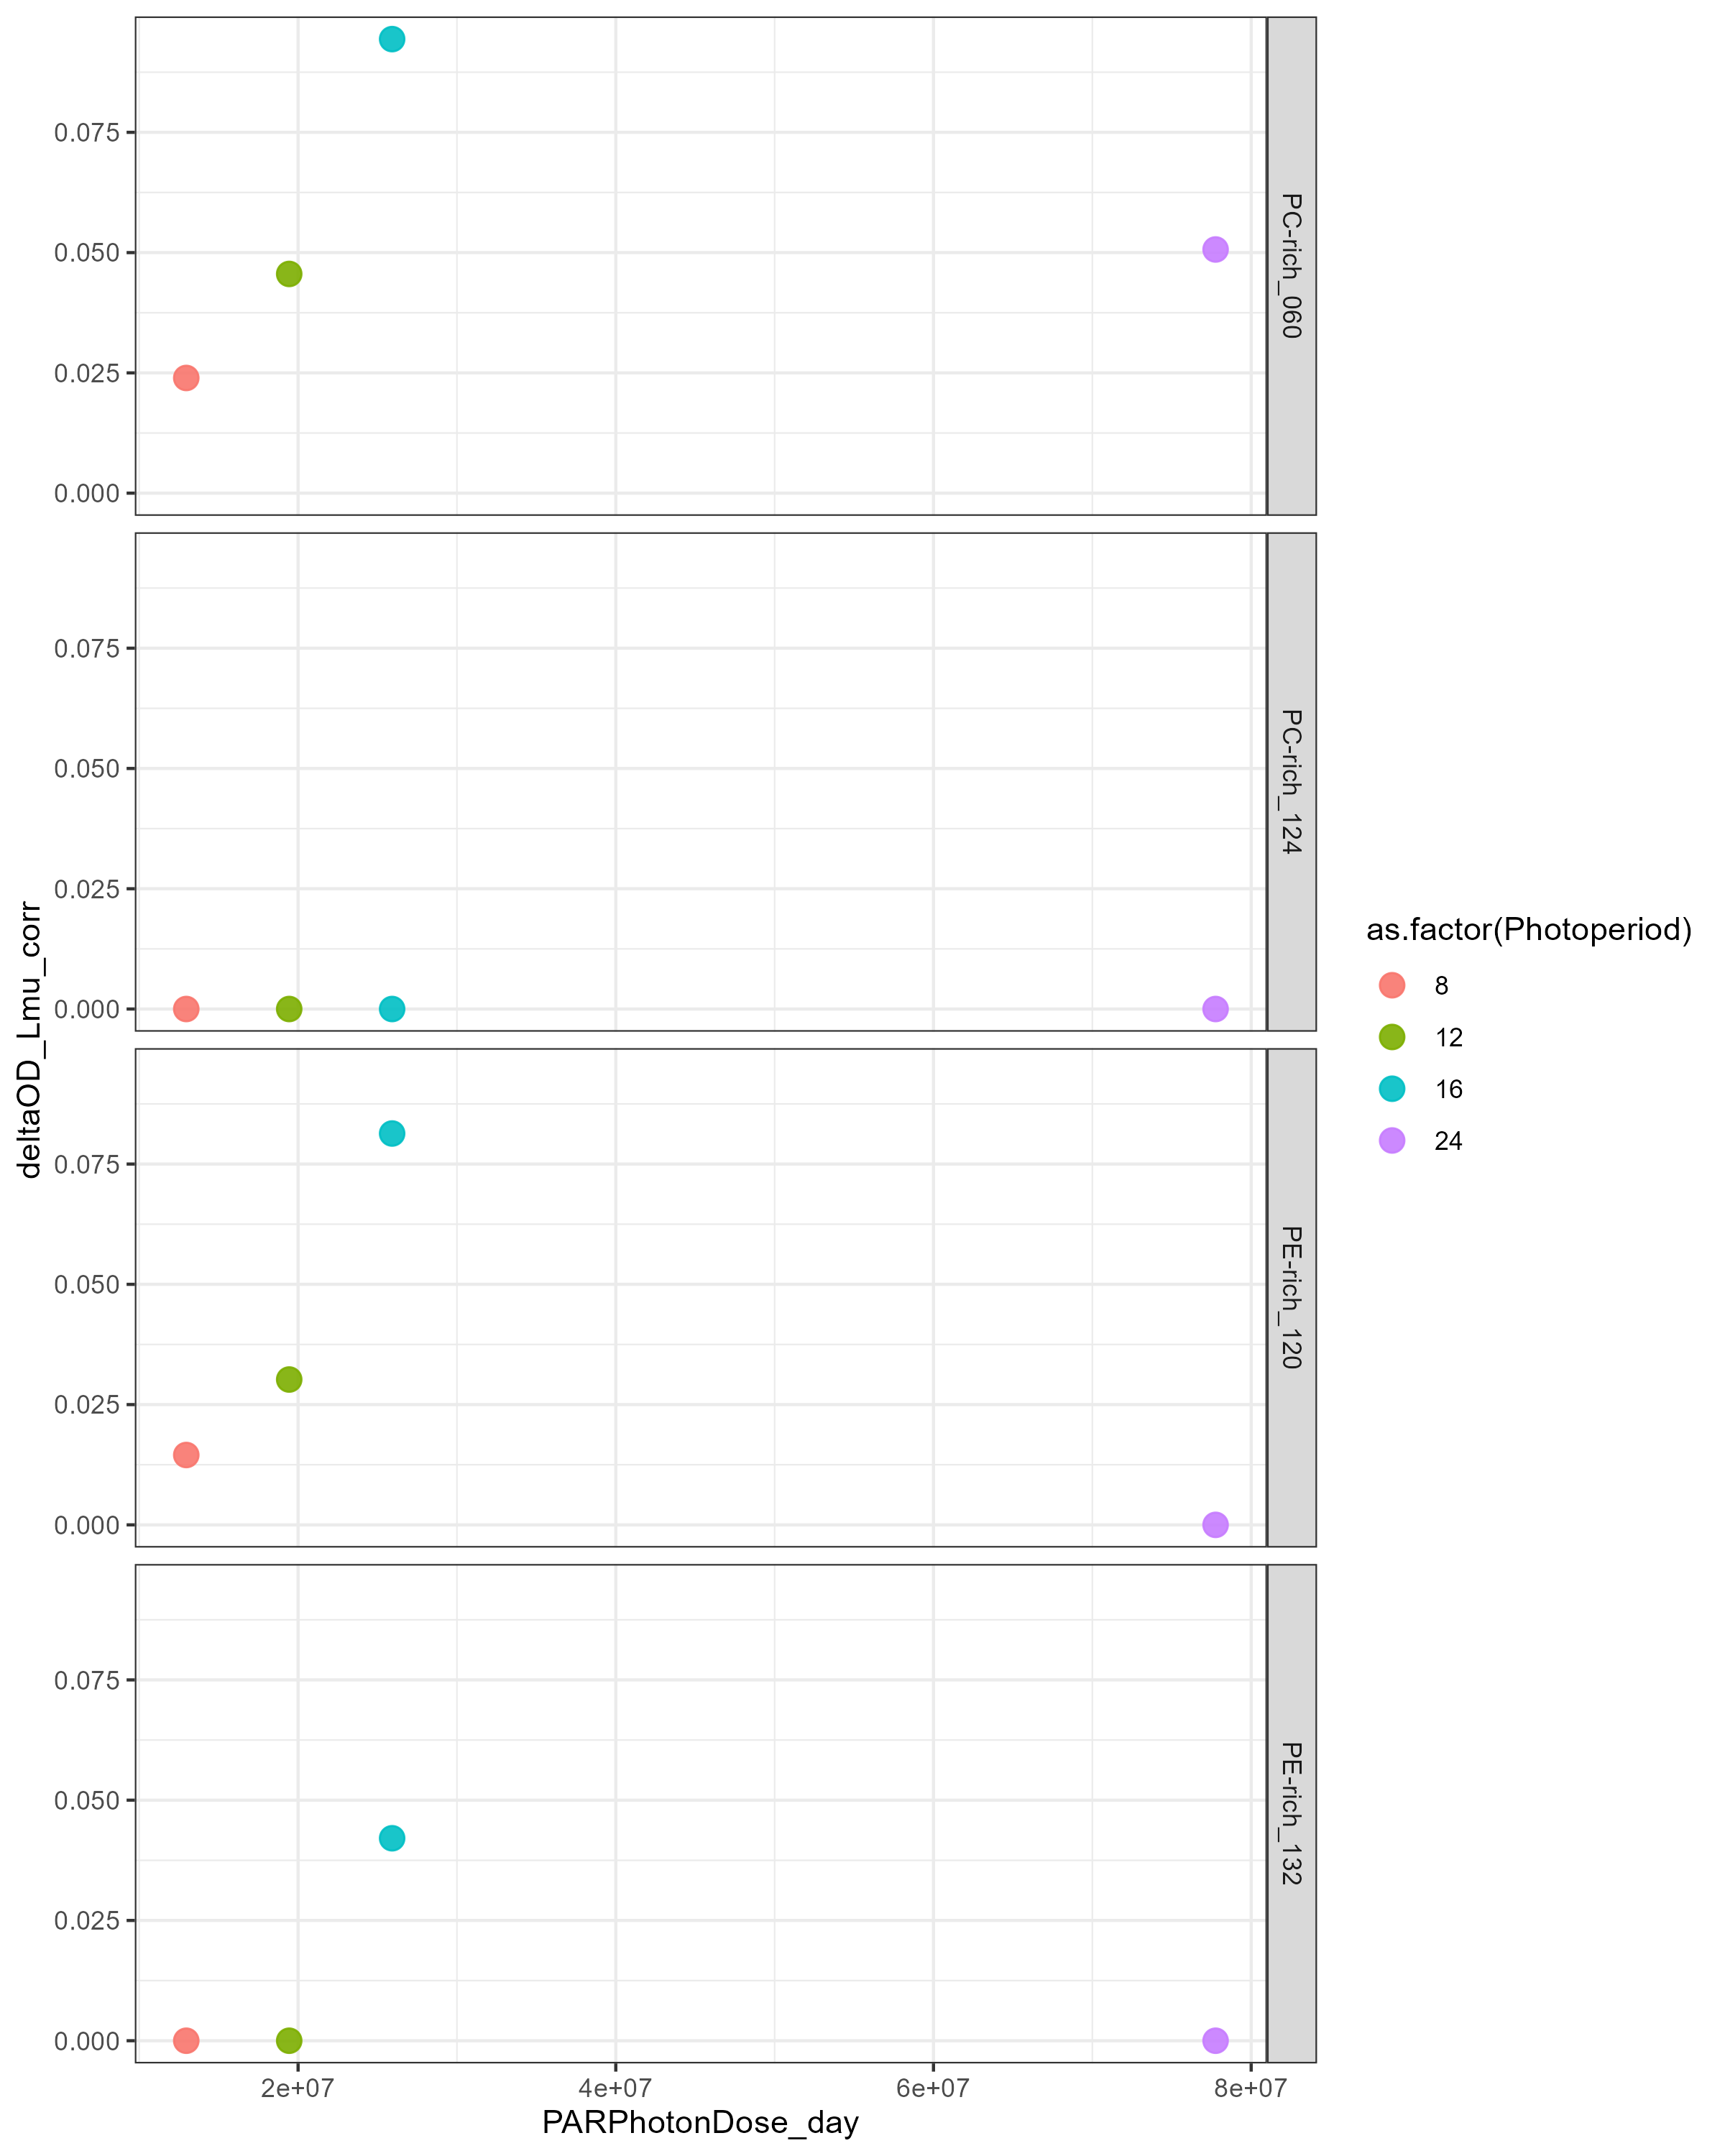 deltaOD_Lmu_corr
0.075
0.050
0.025
0.000
PC-rich_060
0.075
0.050
0.025
0.000
PC-rich_124
0.075
0.050
0.025
0.000
PE-rich_120
0.075
0.050
0.025
0.000
PE-rich_132
2e+07 4e+07 6e+07 8e+07
PARPhotonDose_day
as.factor(Photoperiod)
8
12
16
24